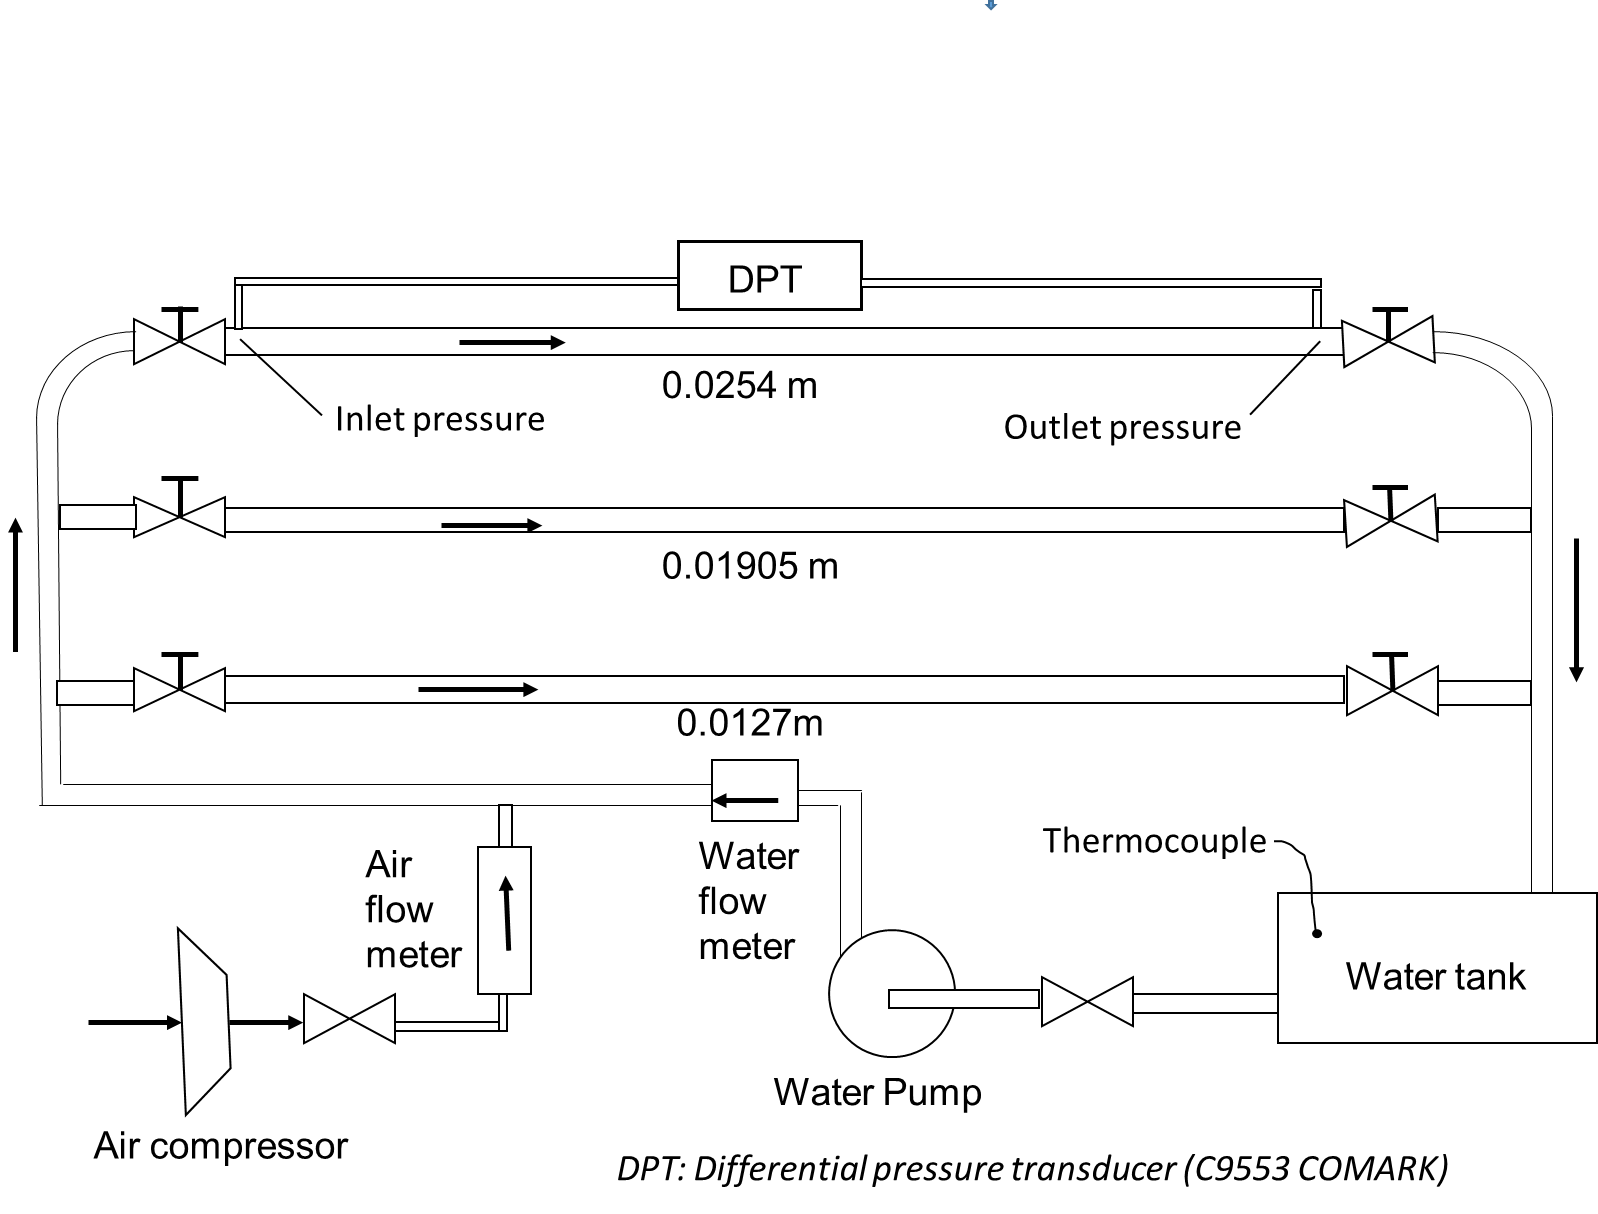 DPT
0.0254 m
Inlet pressure
Outlet pressure
0.01905 m
0.0127m
Air
flow
meter
Water
flow
meter
Thermocouple
Water tank
Water Pump
Air compressor
DPT: Differential pressure transducer (C9553 COMARK)